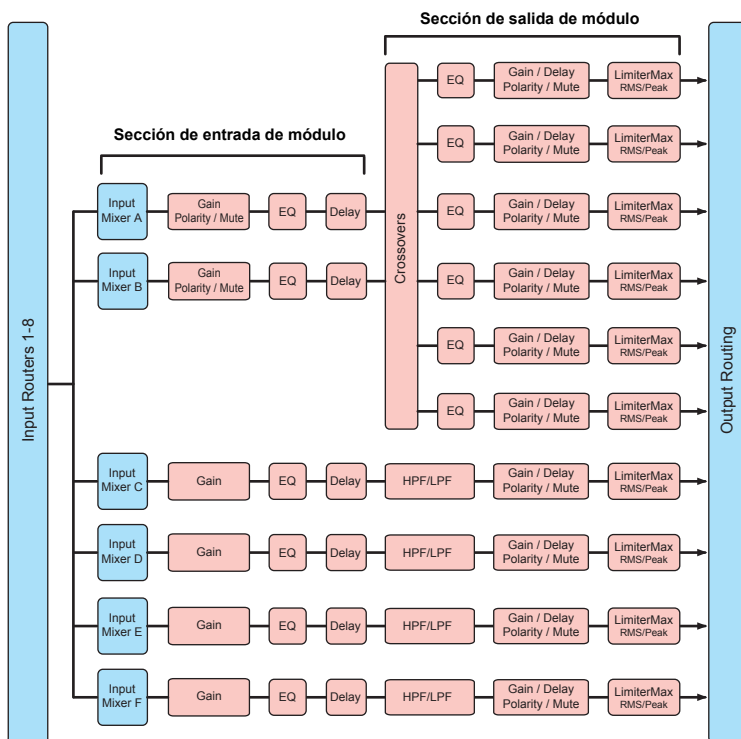 Sección de salida de módulo
EQ
Gain / Delay
Polarity / Mute
LimiterMax
RMS/Peak
Sección de entrada de módulo
EQ
Gain / Delay
Polarity / Mute
LimiterMax
RMS/Peak
Input Routers 1-8
Input
Mixer A
Gain
Polarity / Mute
EQ
Delay
Crossovers
EQ
Gain / Delay
Polarity / Mute
LimiterMax
RMS/Peak
Input
Mixer B
Gain
Polarity / Mute
EQ
Delay
EQ
Gain / Delay
Polarity / Mute
LimiterMax
RMS/Peak
EQ
Gain / Delay
Polarity / Mute
LimiterMax
RMS/Peak
EQ
Gain / Delay
Polarity / Mute
LimiterMax
RMS/Peak
Output Routing
Input
Mixer C
Gain
EQ
Delay
HPF/LPF
Gain / Delay
Polarity / Mute
LimiterMax
RMS/Peak
Input
Mixer D
Gain
EQ
Delay
HPF/LPF
Gain / Delay
Polarity / Mute
LimiterMax
RMS/Peak
Input
Mixer E
Gain
EQ
Delay
HPF/LPF
Gain / Delay
Polarity / Mute
LimiterMax
RMS/Peak
Input
Mixer F
Gain
EQ
Delay
HPF/LPF
Gain / Delay
Polarity / Mute
LimiterMax
RMS/Peak